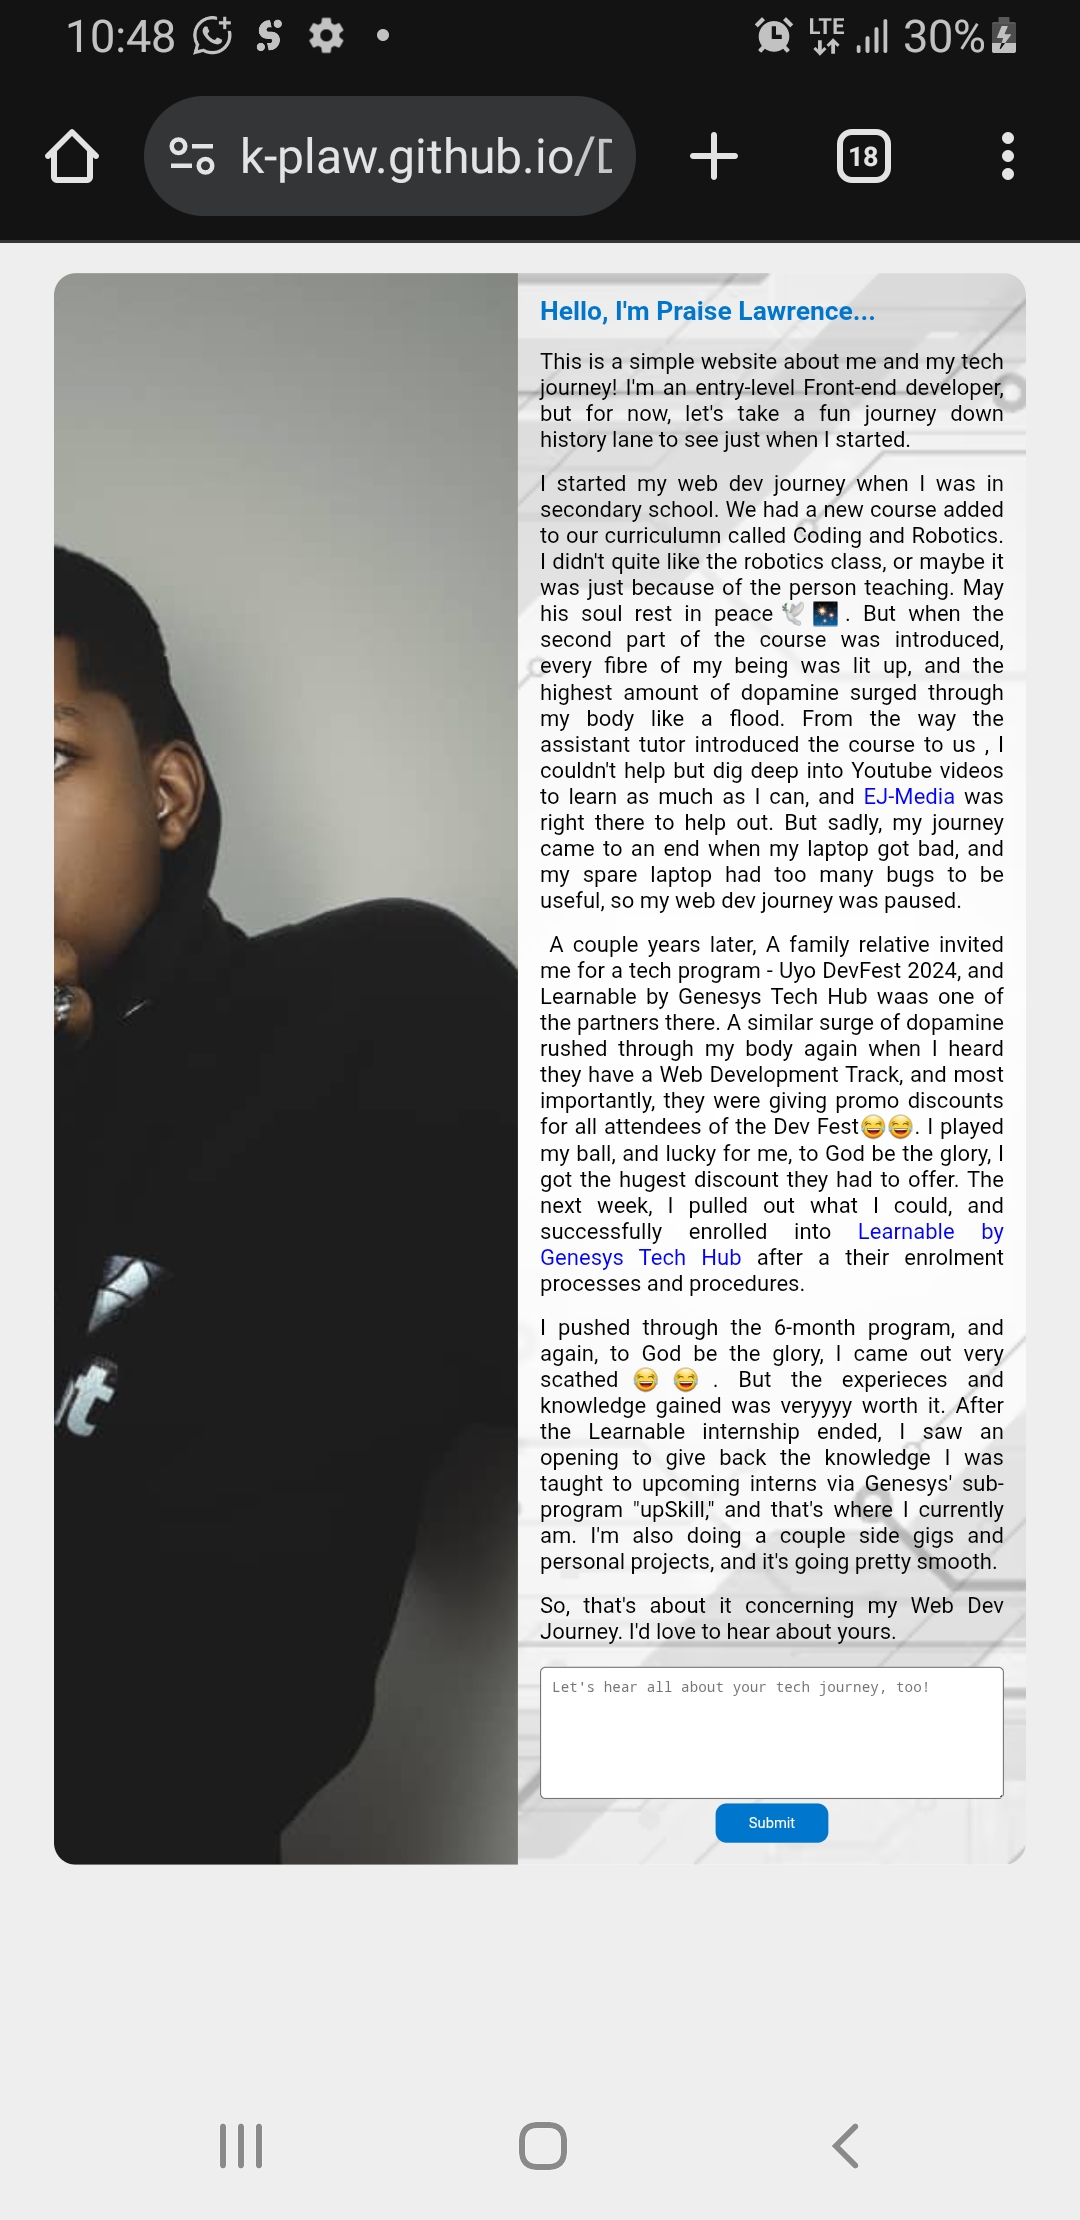 10:48
LTE
30%
k-plaw.github.io/
18
Hello, I'm Praise Lawrence...
This is a simple website about me and my tech
journey! I'm an entry-level Front-end developer,
but for now, let's take a fun journey down
history lane to see just when I started.
I started my web dev journey when I was in
secondary school. We had a new course added
to our curriculumn called Coding and Robotics.
I didn't quite like the robotics class, or maybe it
was just because of the person teaching. May
his soul rest in peace 🕊️ 🎇 . But when the
second part of the course was introduced,
every fibre of my being was lit up, and the
highest amount of dopamine surged through
my body like a flood. From the way the
assistant tutor introduced the course to us , I
couldn't help but dig deep into Youtube videos
to learn as much as I can, and EJ-Media was
right there to help out. But sadly, my journey
came to an end when my laptop got bad, and
my spare laptop had too many bugs to be
useful, so my web dev journey was paused.
A couple years later, A family relative invited
me for a tech program - Uyo DevFest 2024, and
Learnable by Genesys Tech Hub waas one of
the partners there. A similar surge of dopamine
rushed through my body again when I heard
they have a Web Development Track, and most
importantly, they were giving promo discounts
for all attendees of the Dev Fest😂😂. I played
my ball, and lucky for me, to God be the glory, I
got the hugest discount they had to offer. The
next week, I pulled out what I could, and
successfully enrolled into Learnable by
Genesys Tech Hub after a their enrolment
processes and procedures.
I pushed through the 6-month program, and
again, to God be the glory, I came out very
scathed 😂 😂 . But the experieces and
knowledge gained was veryyyy worth it. After
the Learnable internship ended, I saw an
opening to give back the knowledge I was
taught to upcoming interns via Genesys' sub-
program "upSkill," and that's where I currently
am. I'm also doing a couple side gigs and
personal projects, and it's going pretty smooth.
So, that's about it concerning my Web Dev
Journey. I'd love to hear about yours.
Let's hear all about your tech journey, too!
Submit